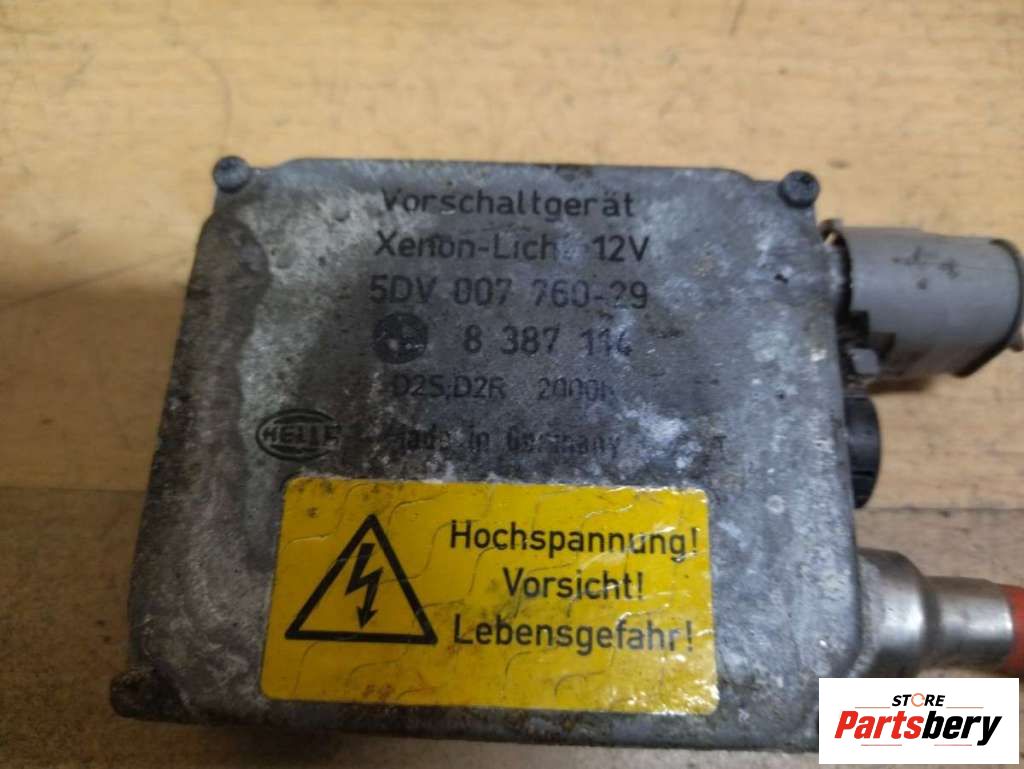 Vorschaltgerät
Xenon-Licht 12V
5DV 007 760-29
8 387 114
D2S,D2R
HELLA
Made in Germany
Hochspannung!
Vorsicht!
Lebensgefahr!
STORE
Partsbery